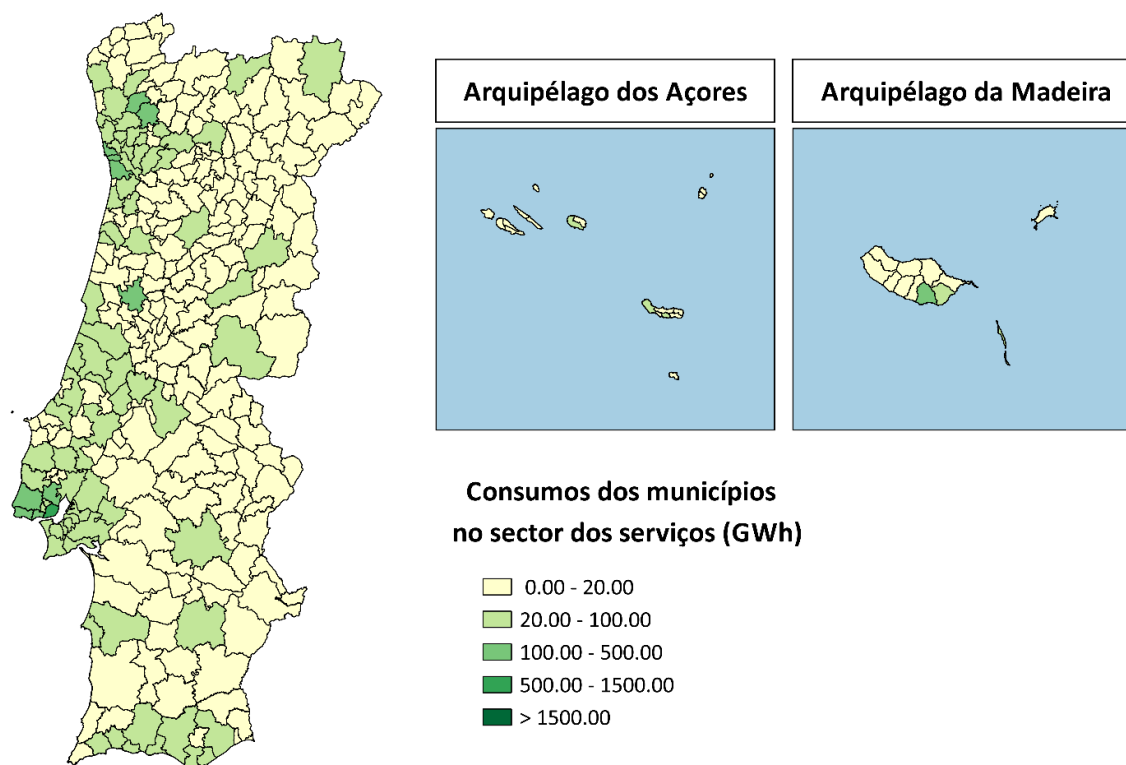 Arquipélago dos Açores
Arquipélago da Madeira
Consumos dos municípios
no sector dos serviços (GWh)
0.00 - 20.00
20.00 - 100.00
100.00 - 500.00
500.00 - 1500.00
> 1500.00